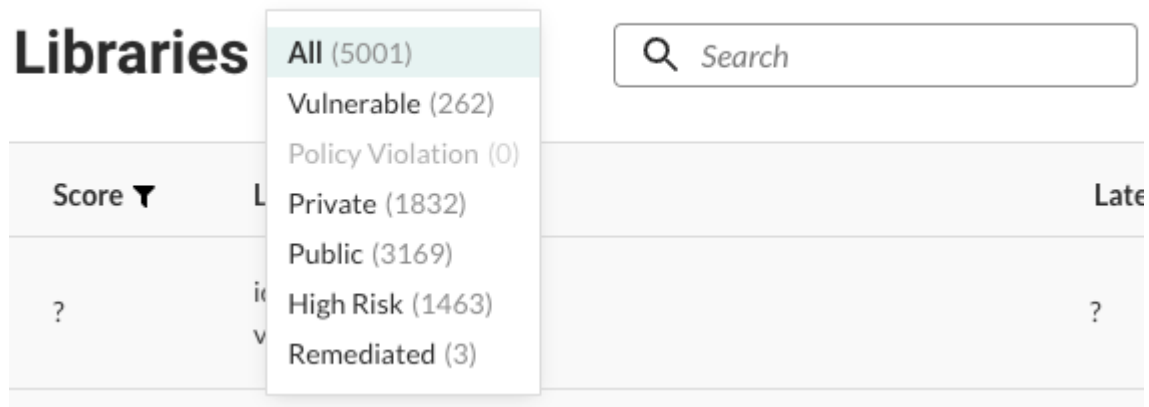 Libraries
All (5001)
Vulnerable (262)
Policy Violation (0)
Private (1832)
Public (3169)
High Risk (1463)
Remediated (3)
Search
Score
?
?